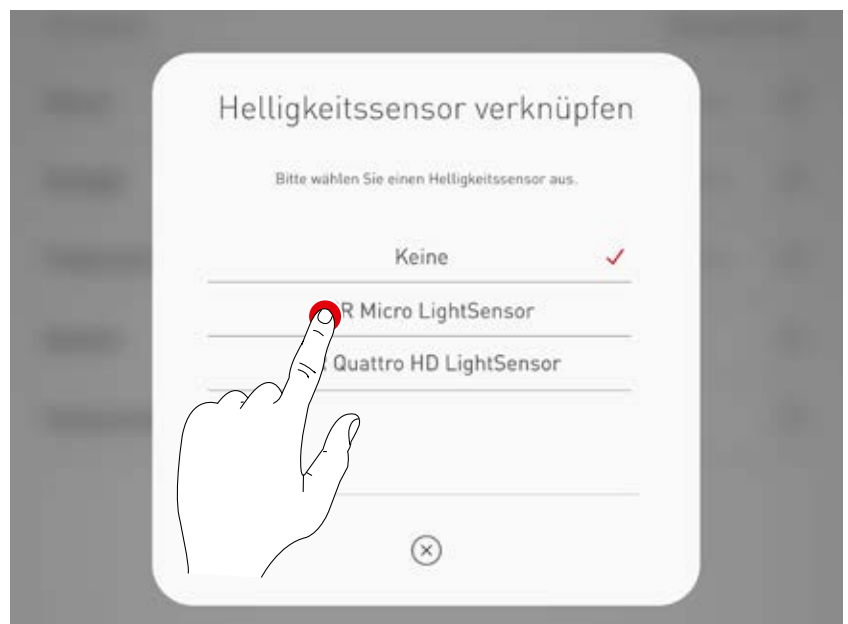 Helligkeitssensor verknüpfen
Bitte wählen Sie einen Helligkeitssensor aus.
Keine
R Micro LightSensor
Quattro HD LightSensor